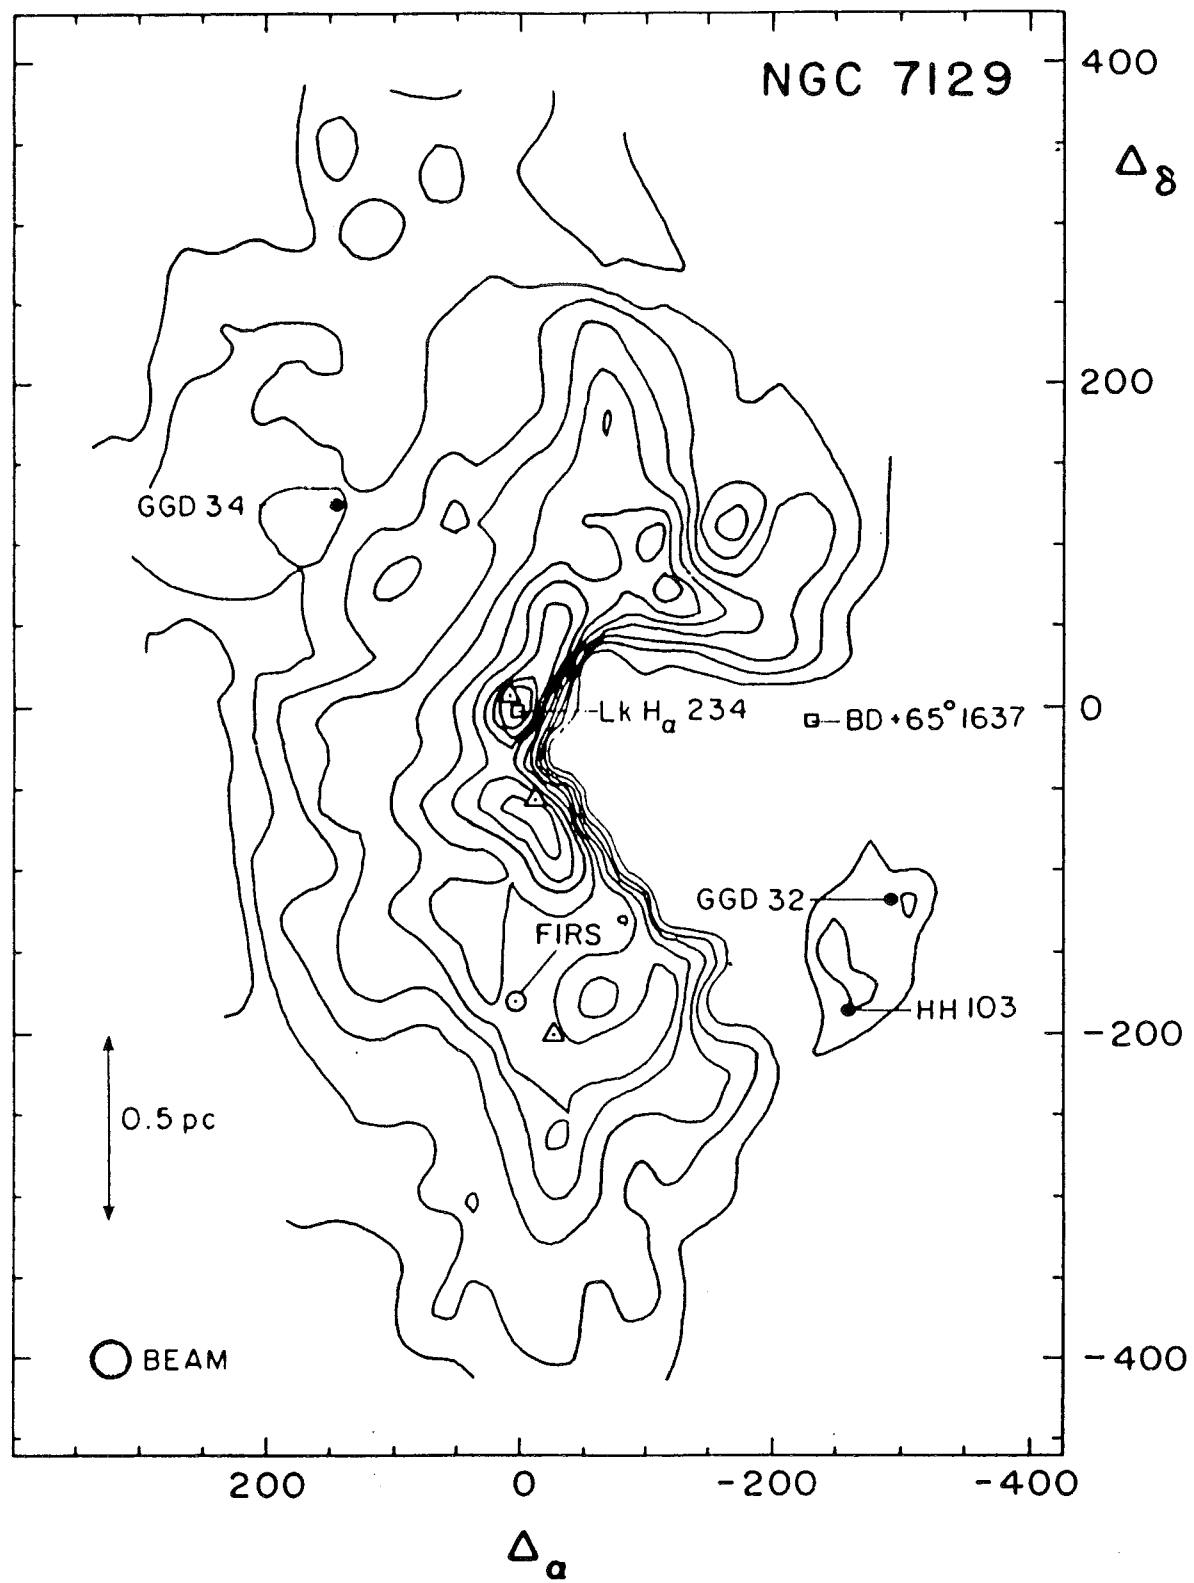 NGC 7129
400
Δδ
200
GGD 34
Lk Hα 234
0
BD +65° 1637
GGD 32
FIRS
HH 103
-200
0.5 pc
BEAM
-400
200 0 -200 -400
Δα